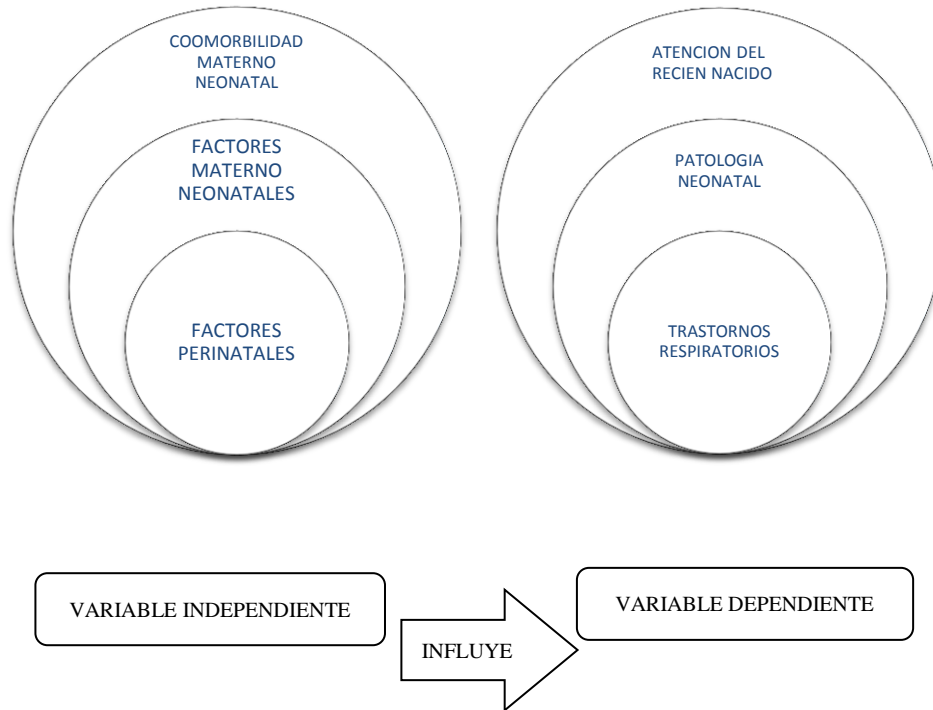 COOMORBILIDAD
MATERNO
NEONATAL
FACTORES
MATERNO
NEONATALES
FACTORES
PERINATALES
ATENCION DEL
RECIEN NACIDO
PATOLOGIA
NEONATAL
TRASTORNOS
RESPIRATORIOS
VARIABLE INDEPENDIENTE
INFLUYE
VARIABLE DEPENDIENTE